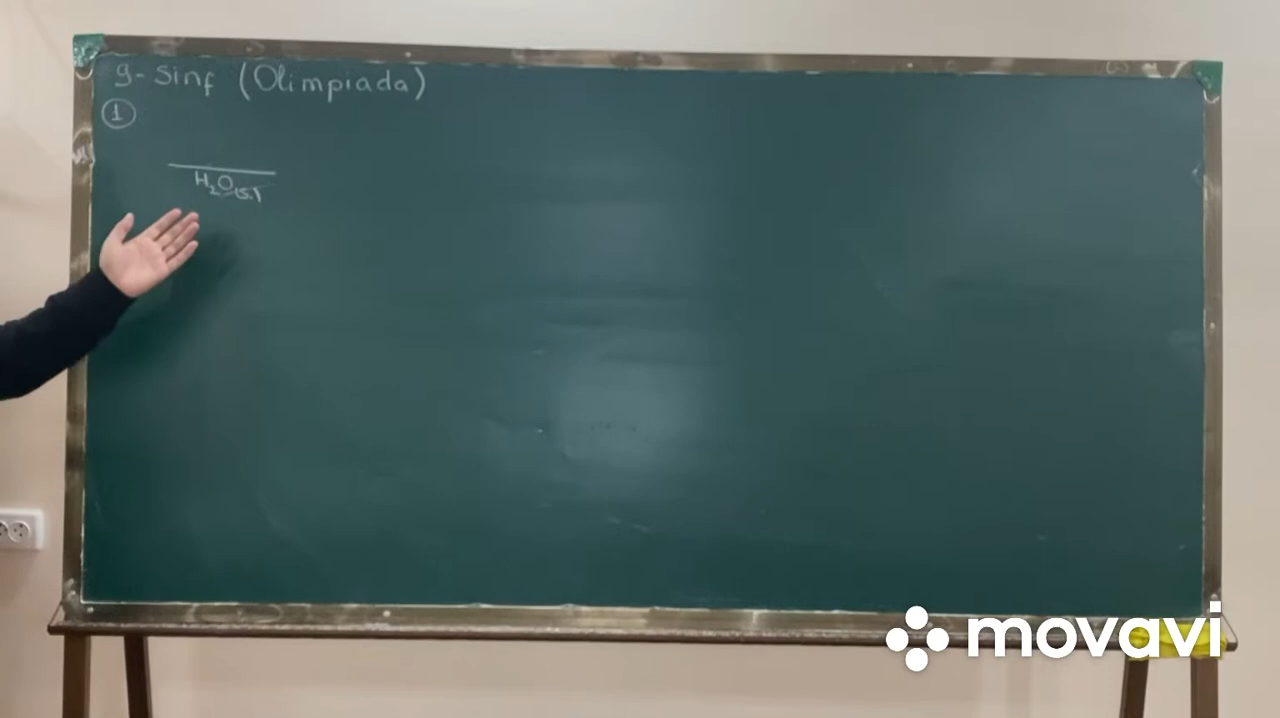 9-sinf (Olimpiada)
1
H₂O(s.)
movavi